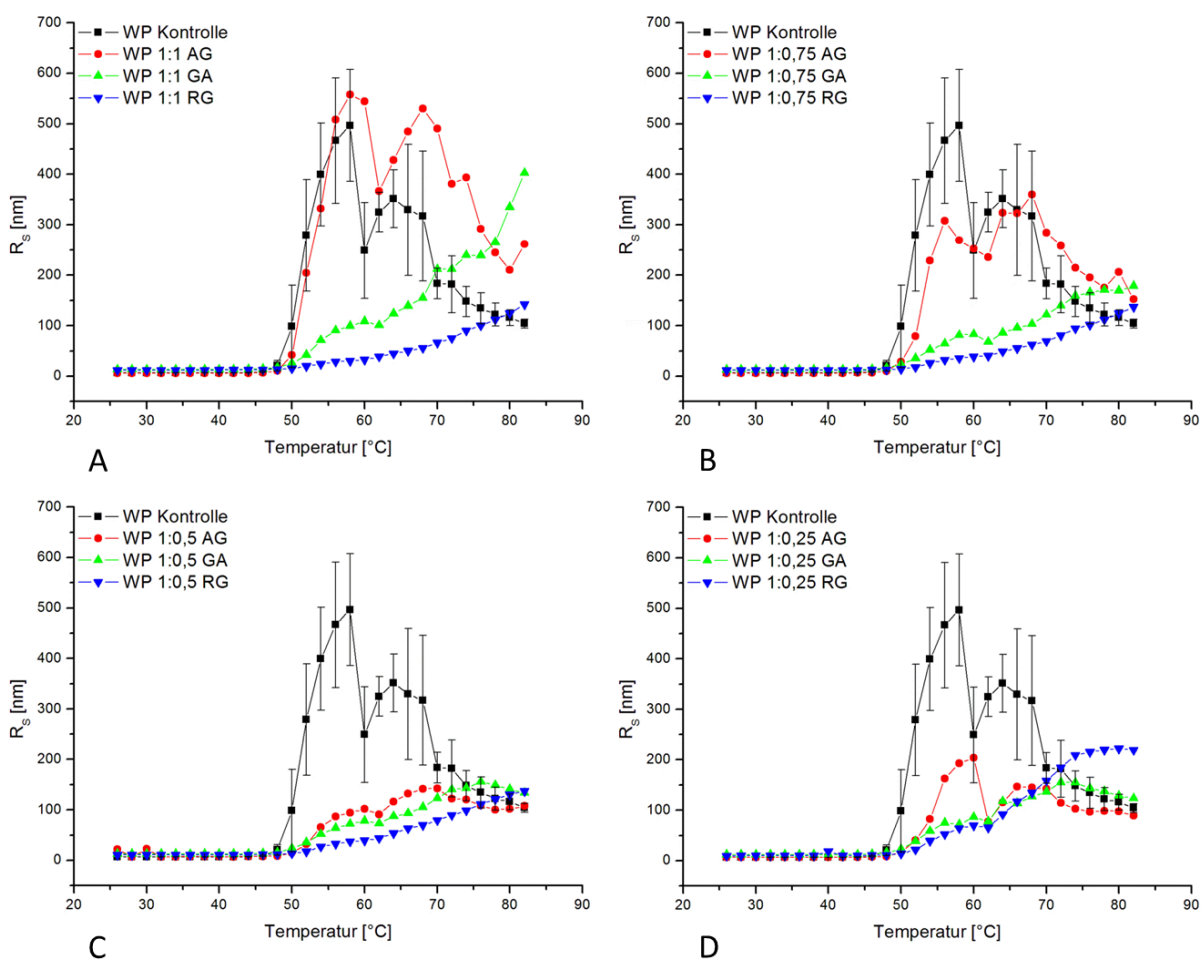 700
600
500
400
300
200
100
0
R_S [nm]
WP Kontrolle
WP 1:1 AG
WP 1:1 GA
WP 1:1 RG
20 30 40 50 60 70 80 90
Temperatur [°C]
A
700
600
500
400
300
200
100
0
R_S [nm]
WP Kontrolle
WP 1:0,75 AG
WP 1:0,75 GA
WP 1:0,75 RG
20 30 40 50 60 70 80 90
Temperatur [°C]
B
700
600
500
400
300
200
100
0
R_S [nm]
WP Kontrolle
WP 1:0,5 AG
WP 1:0,5 GA
WP 1:0,5 RG
20 30 40 50 60 70 80 90
Temperatur [°C]
C
700
600
500
400
300
200
100
0
R_S [nm]
WP Kontrolle
WP 1:0,25 AG
WP 1:0,25 GA
WP 1:0,25 RG
20 30 40 50 60 70 80 90
Temperatur [°C]
D